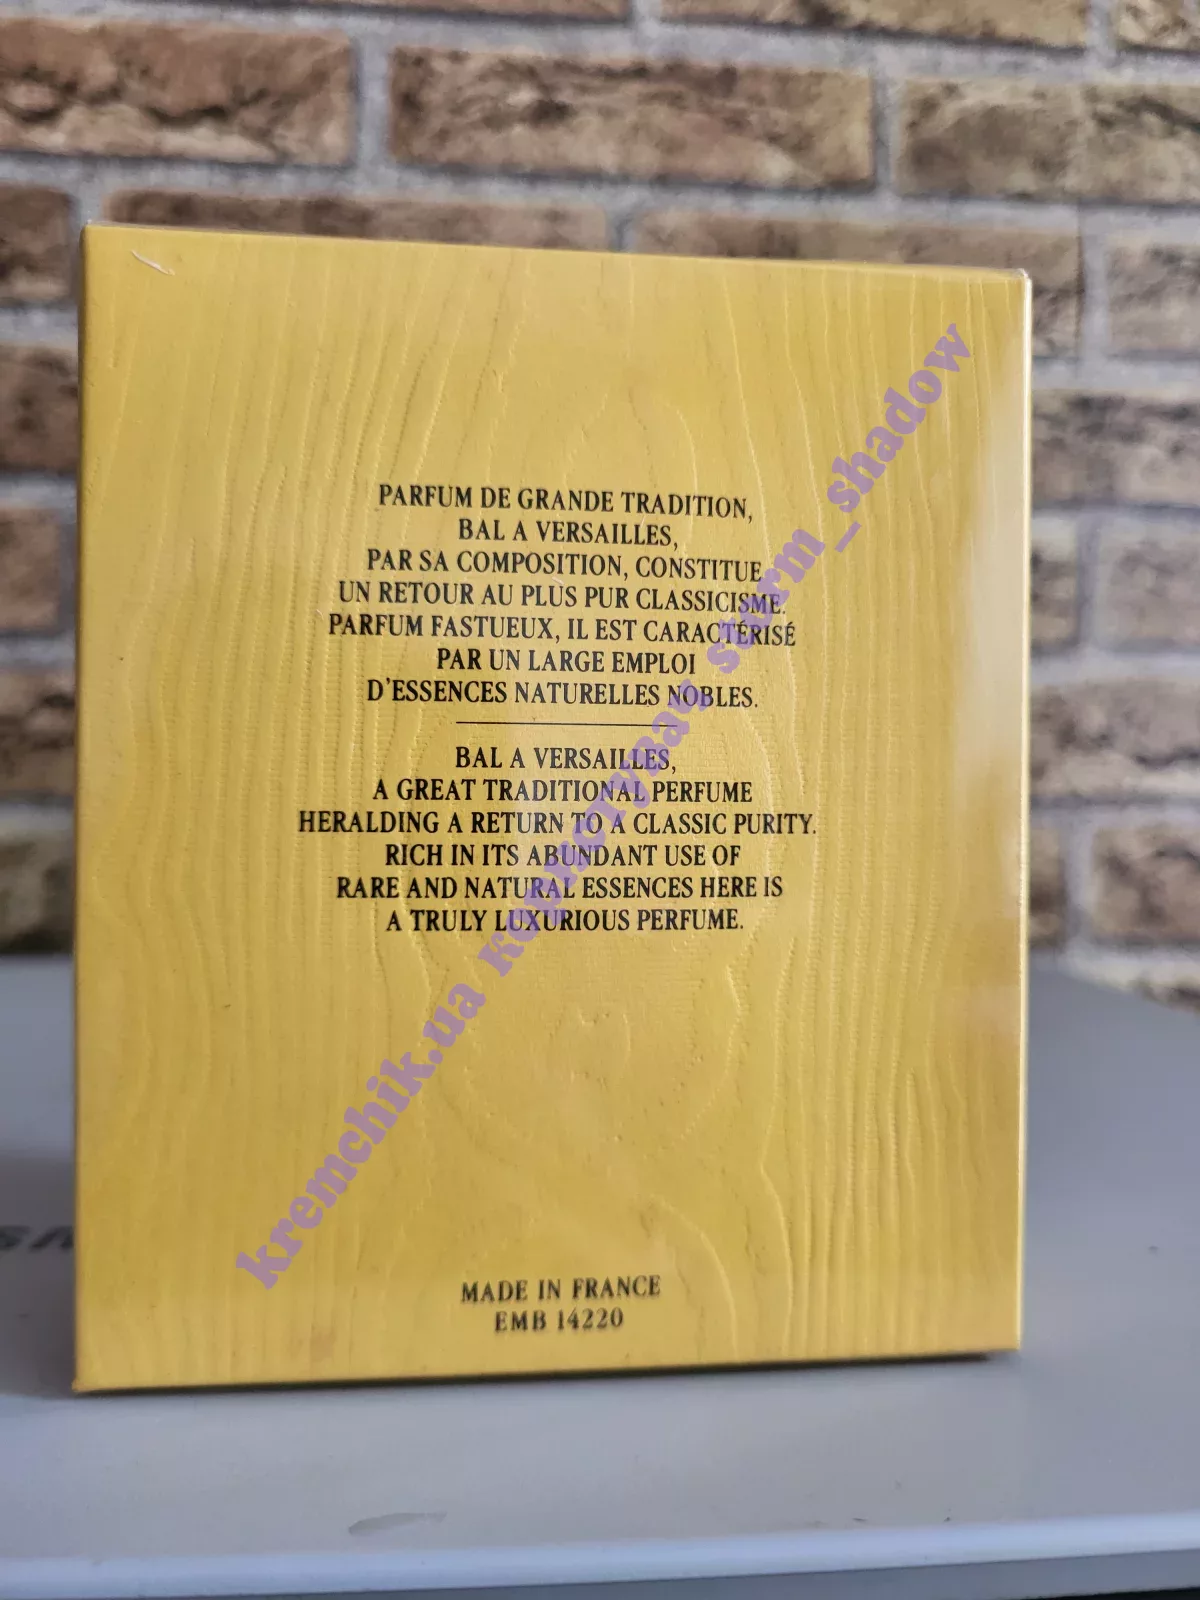 PARFUM DE GRANDE TRADITION,
BAL A VERSAILLES,
PAR SA COMPOSITION, CONSTITUE
UN RETOUR AU PLUS PUR CLASSICISME.
PARFUM FASTUEUX, IL EST CARACTÉRISÉ
PAR UN LARGE EMPLOI
D'ESSENCES NATURELLES NOBLES.
BAL A VERSAILLES,
A GREAT TRADITIONAL PERFUME
HERALDING A RETURN TO A CLASSIC PURITY.
RICH IN ITS ABUNDANT USE OF
RARE AND NATURAL ESSENCES HERE IS
A TRULY LUXURIOUS PERFUME.
MADE IN FRANCE
EMB 14220
kremchik.ua користувач sturm_shadow